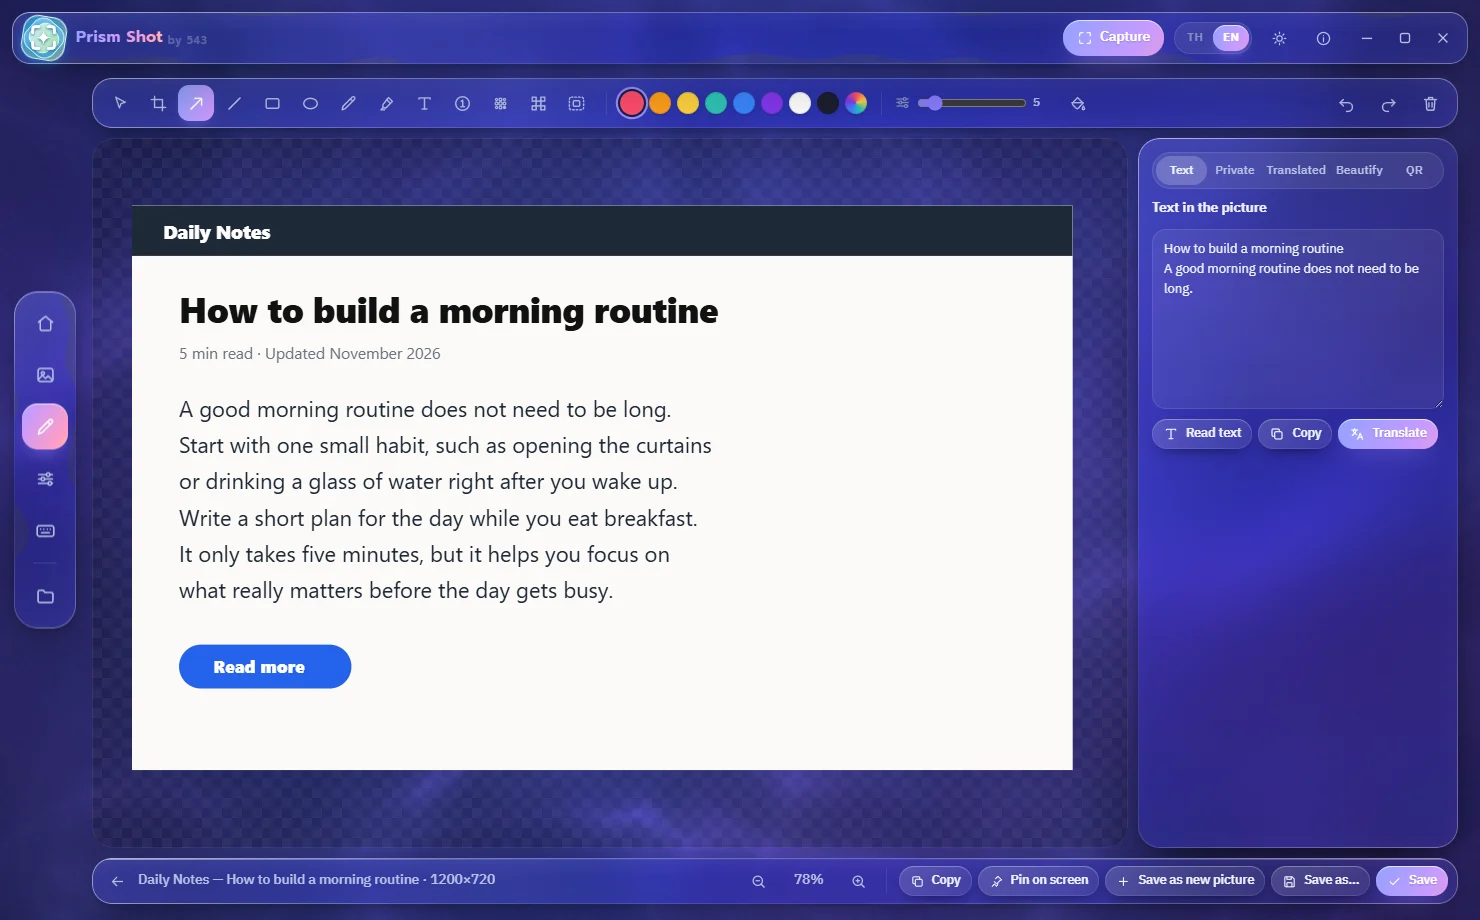 Prism Shot by 543
Capture
TH EN
1
5
Text Private Translated Beautify QR
Text in the picture
How to build a morning routine
A good morning routine does not need to be
long.
Read text Copy Translate
Daily Notes
How to build a morning routine
5 min read · Updated November 2026
A good morning routine does not need to be long.
Start with one small habit, such as opening the curtains
or drinking a glass of water right after you wake up.
Write a short plan for the day while you eat breakfast.
It only takes five minutes, but it helps you focus on
what really matters before the day gets busy.
Read more
Daily Notes — How to build a morning routine · 1200×720
78%
Copy Pin on screen Save as new picture Save as... Save